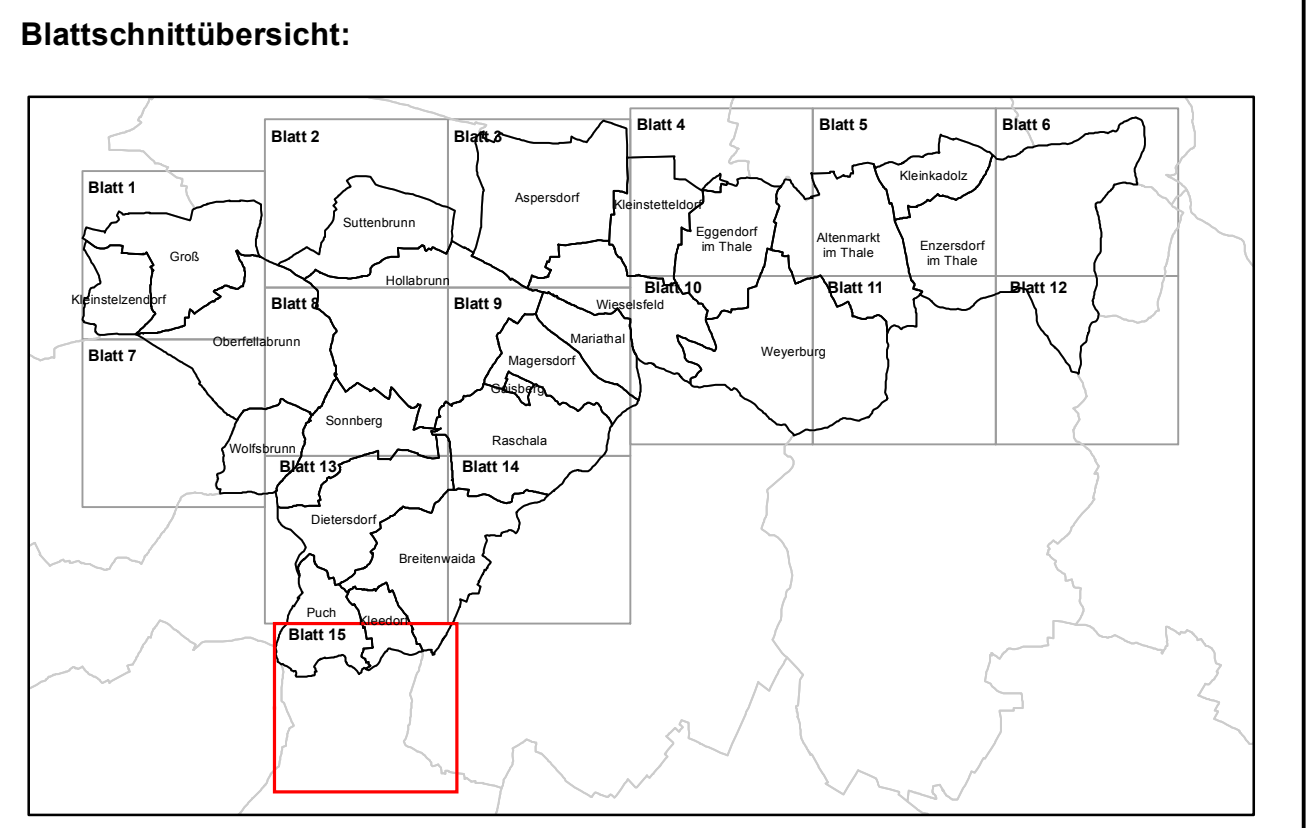 Blattschnittübersicht:
Blatt 1
Blatt 2
Blatt 3
Blatt 4
Blatt 5
Blatt 6
Kleinkadolz
Aspersdorf
Kleinstetteldorf
Suttenbrunn
Eggendorf
im Thale
Altenmarkt
im Thale
Enzersdorf
im Thale
Groß
Hollabrunn
Kleinstelzendorf
Blatt 8
Blatt 9
Wieselsfeld
Blatt 10
Blatt 11
Blatt 12
Oberfellabrunn
Mariathal
Blatt 7
Magersdorf
Weyerburg
Gaisberg
Sonnberg
Raschala
Wolfsbrunn
Blatt 13
Blatt 14
Dietersdorf
Breitenwaida
Puch
Kleedorf
Blatt 15